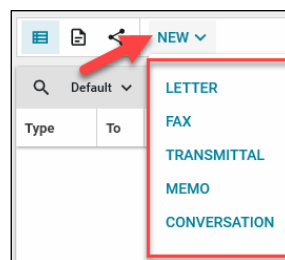 NEW
Default
Type To
LETTER
FAX
TRANSMITTAL
MEMO
CONVERSATION